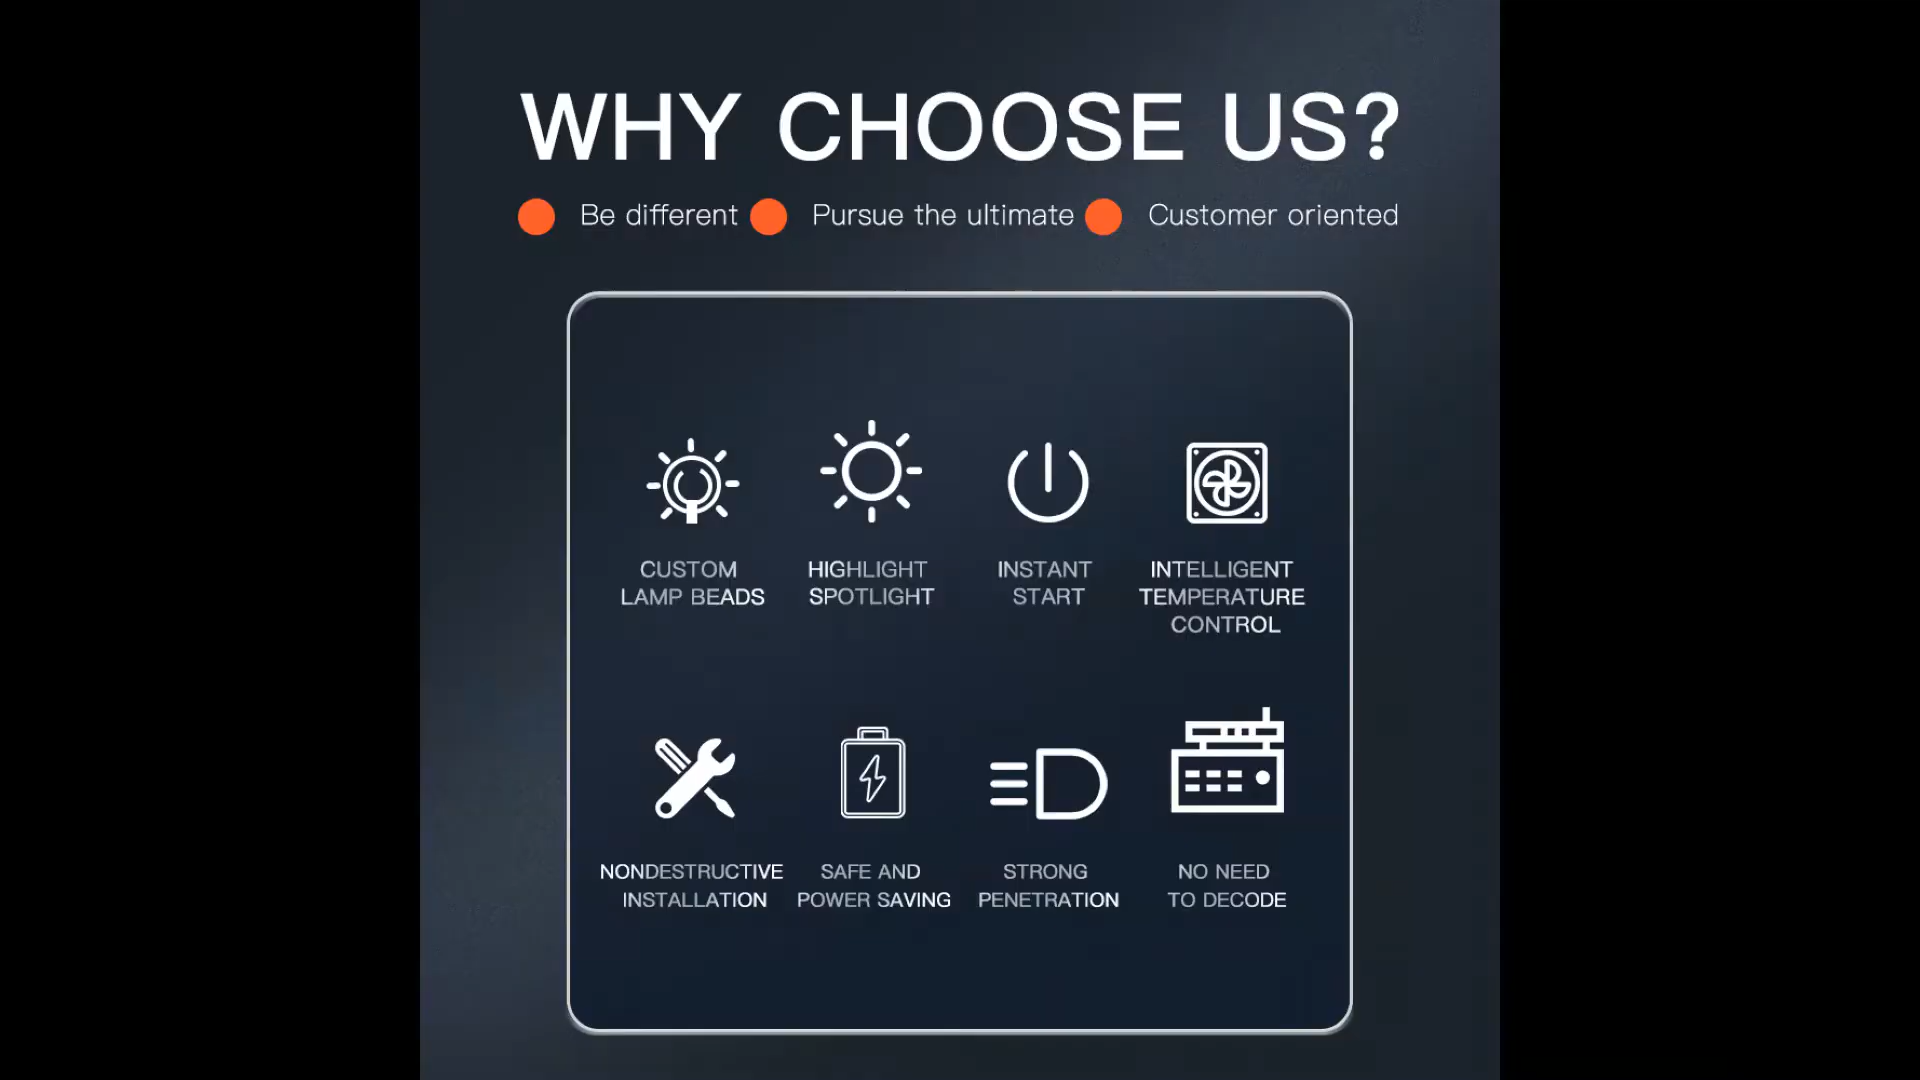 WHY CHOOSE US?
Be different Pursue the ultimate Customer oriented
CUSTOM
LAMP BEADS
HIGHLIGHT
SPOTLIGHT
INSTANT
START
INTELLIGENT
TEMPERATURE
CONTROL
NONDESTRUCTIVE
INSTALLATION
SAFE AND
POWER SAVING
STRONG
PENETRATION
NO NEED
TO DECODE